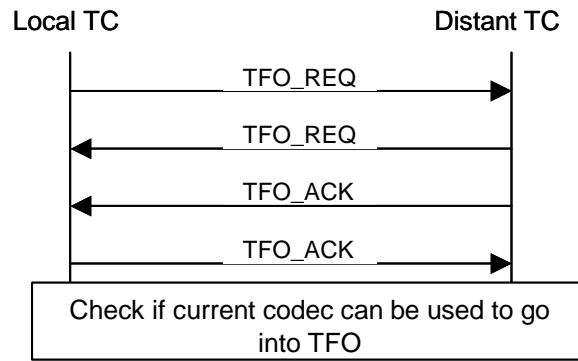 Local TC
Distant TC
TFO_REQ
TFO_REQ
TFO_ACK
TFO_ACK
Check if current codec can be used to go
into TFO